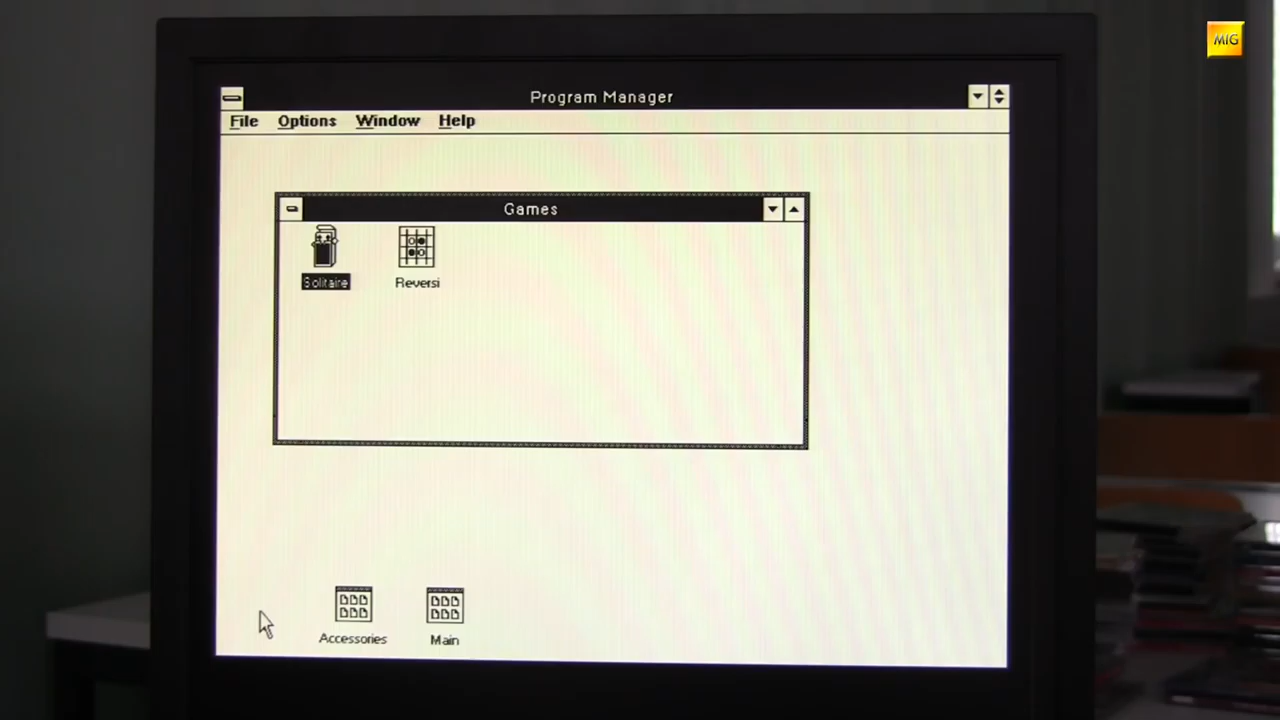 MIG
Program Manager
File Options Window Help
Games
Solitaire Reversi
Accessories Main